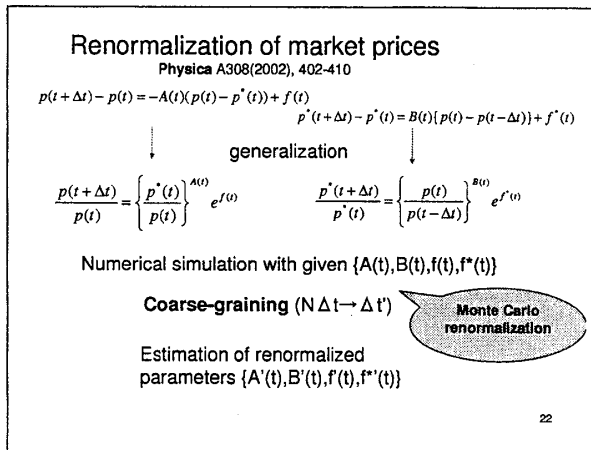 Renormalization of market prices
Physica A308(2002), 402-410
p(t+Δt)−p(t)=−A(t)(p(t)−p*(t))+f(t)
p*(t+Δt)−p*(t)=B(t){p(t)−p(t−Δt)}+f*(t)
generalization
p(t+Δt)/p(t)={p*(t)/p(t)}^A(t) e^f(t)
p*(t+Δt)/p*(t)={p(t)/p(t−Δt)}^B(t) e^f*(t)
Numerical simulation with given {A(t),B(t),f(t),f*(t)}
Coarse-graining (NΔt→Δt')
Monte Carlo
renormalization
Estimation of renormalized
parameters {A'(t),B'(t),f'(t),f*'(t)}
22